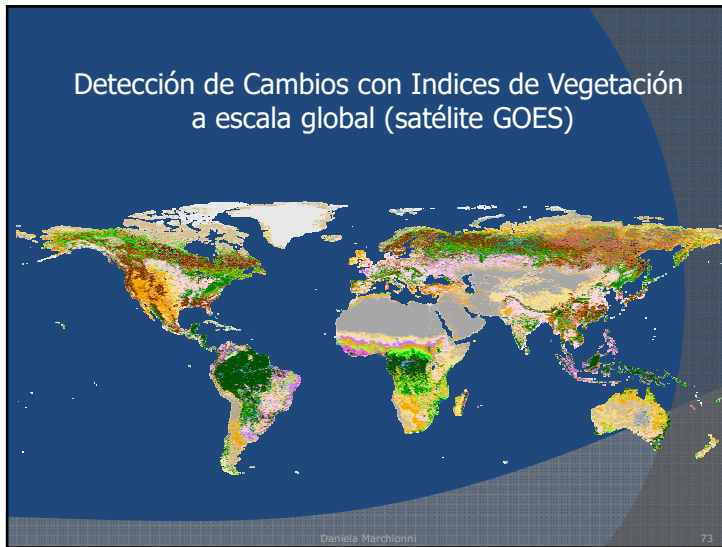 Detección de Cambios con Indices de Vegetación
a escala global (satélite GOES)
Daniela Marchionni
73